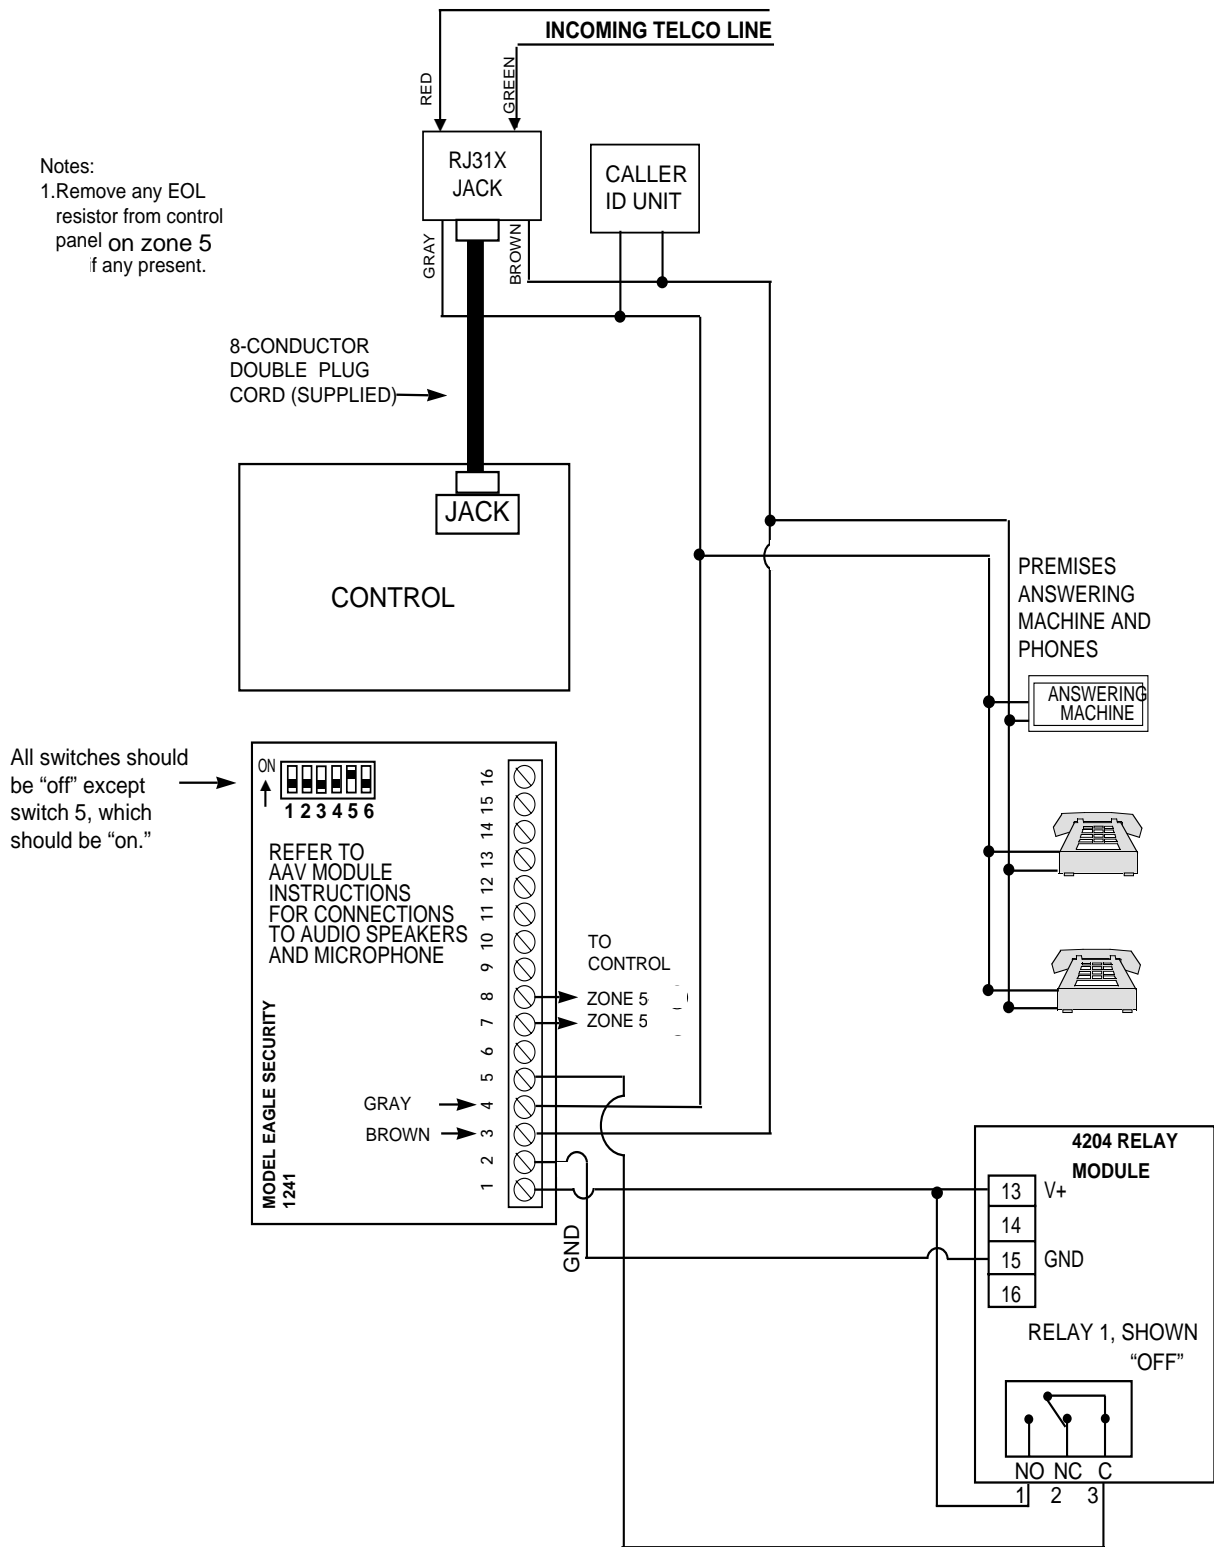 INCOMING TELCO LINE
RED
GREEN
RJ31X
JACK
CALLER
ID UNIT
Notes:
1.Remove any EOL
resistor from control
panel on zone 5
if any present.
GRAY
BROWN
8-CONDUCTOR
DOUBLE PLUG
CORD (SUPPLIED)
JACK
CONTROL
PREMISES
ANSWERING
MACHINE AND
PHONES
ANSWERING
MACHINE
All switches should
be “off” except
switch 5, which
should be “on.”
ON
1 2 3 4 5 6
REFER TO
AAV MODULE
INSTRUCTIONS
FOR CONNECTIONS
TO AUDIO SPEAKERS
AND MICROPHONE
MODEL EAGLE SECURITY
1241
16
15
14
13
12
11
10
9
8
7
6
5
4
3
2
1
TO
CONTROL
ZONE 5
ZONE 5
GRAY
BROWN
GND
4204 RELAY
MODULE
13 V+
14
15 GND
16
RELAY 1, SHOWN
“OFF”
NO NC C
1 2 3